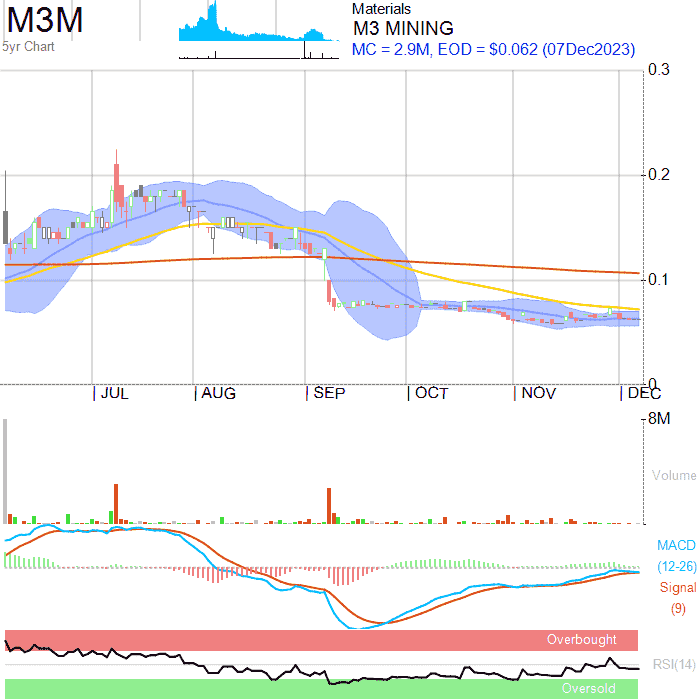 M3M
5yr Chart
Materials
M3 MINING
MC = 2.9M, EOD = $0.062 (07Dec2023)
0.3
0.2
0.1
0
JUL AUG SEP OCT NOV DEC
8M
Volume
MACD
(12-26)
Signal
(9)
Overbought
RSI(14)
Oversold